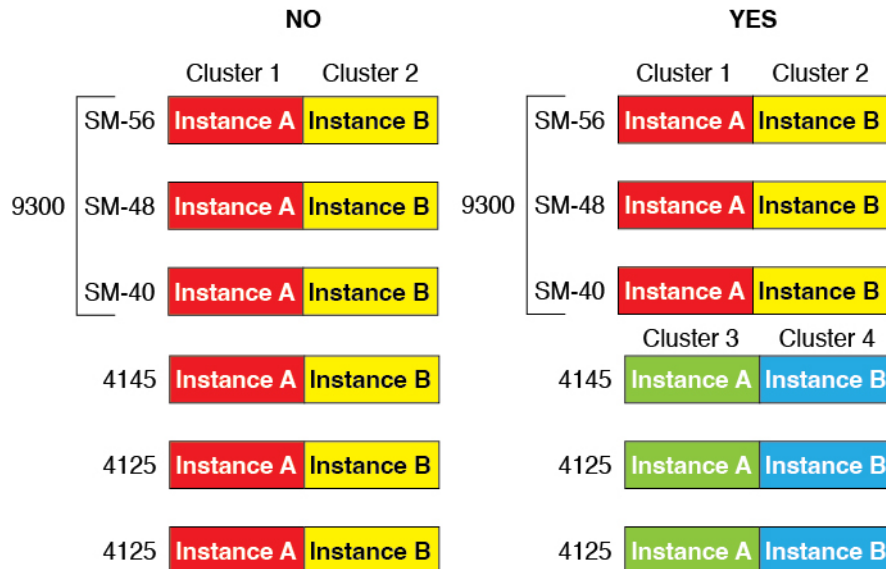 NO YES
Cluster 1 Cluster 2 Cluster 1 Cluster 2
SM-56 Instance A Instance B SM-56 Instance A Instance B
9300 SM-48 Instance A Instance B 9300 SM-48 Instance A Instance B
SM-40 Instance A Instance B SM-40 Instance A Instance B
Cluster 3 Cluster 4
4145 Instance A Instance B 4145 Instance A Instance B
4125 Instance A Instance B 4125 Instance A Instance B
4125 Instance A Instance B 4125 Instance A Instance B